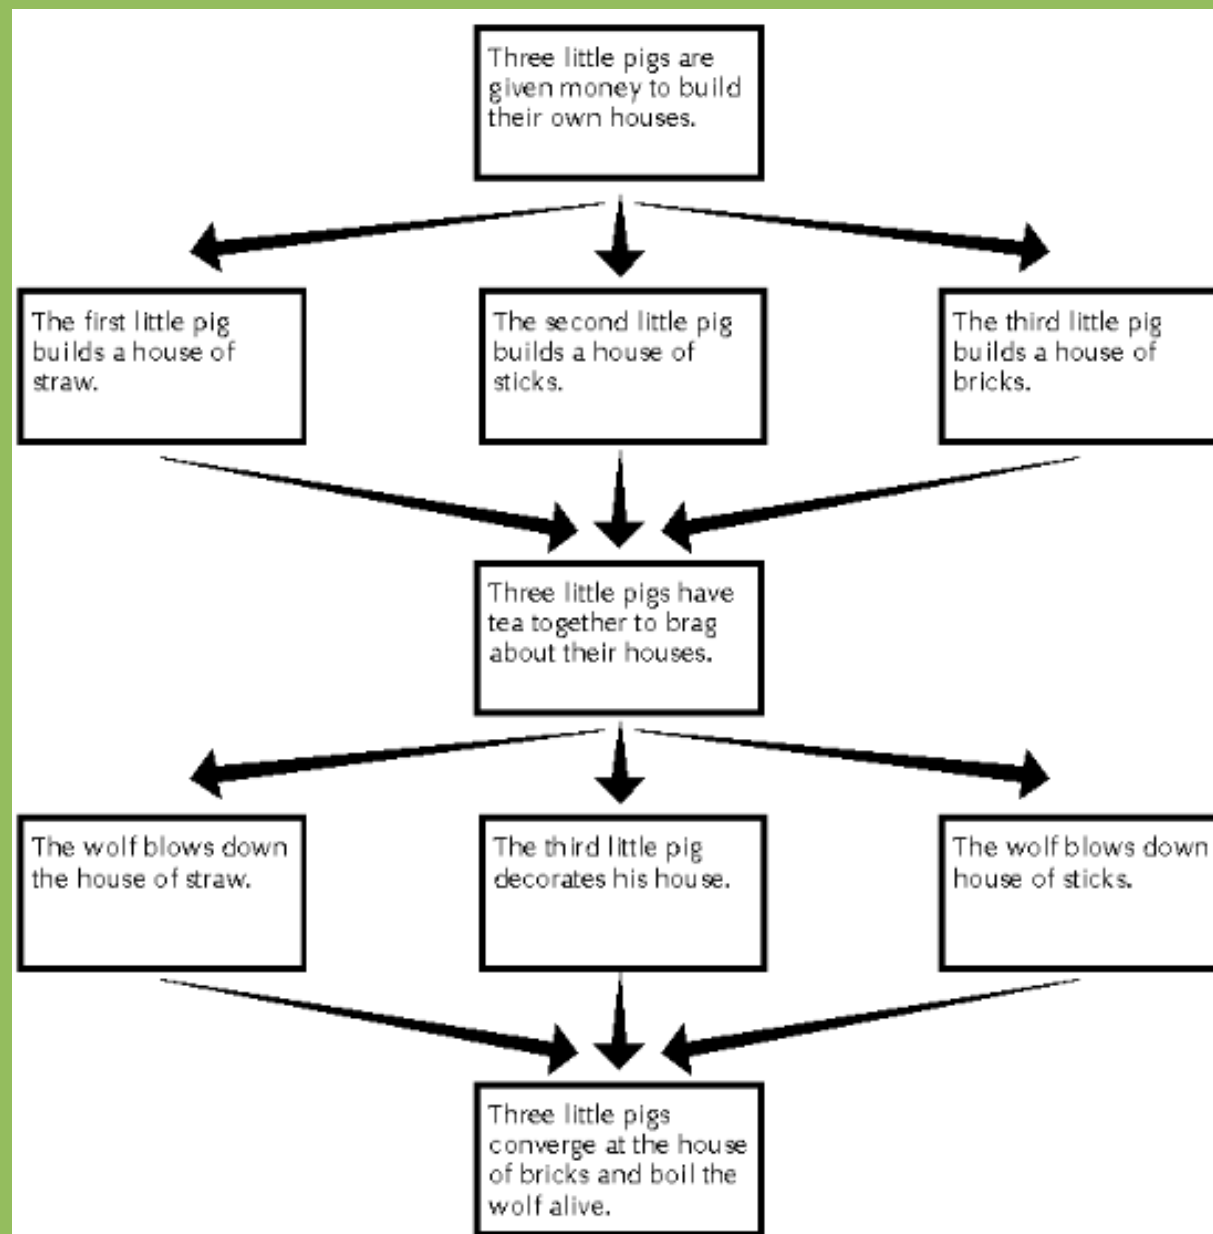 Three little pigs are
given money to build
their own houses.
The first little pig
builds a house of
straw.
The second little pig
builds a house of
sticks.
The third little pig
builds a house of
bricks.
Three little pigs have
tea together to brag
about their houses.
The wolf blows down
the house of straw.
The third little pig
decorates his house.
The wolf blows down
house of sticks.
Three little pigs
converge at the house
of bricks and boil the
wolf alive.